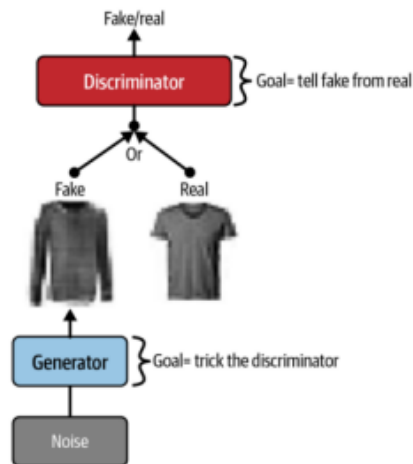 Fake/real
Discriminator
Goal= tell fake from real
Or
Fake
Real
Generator
Goal= trick the discriminator
Noise